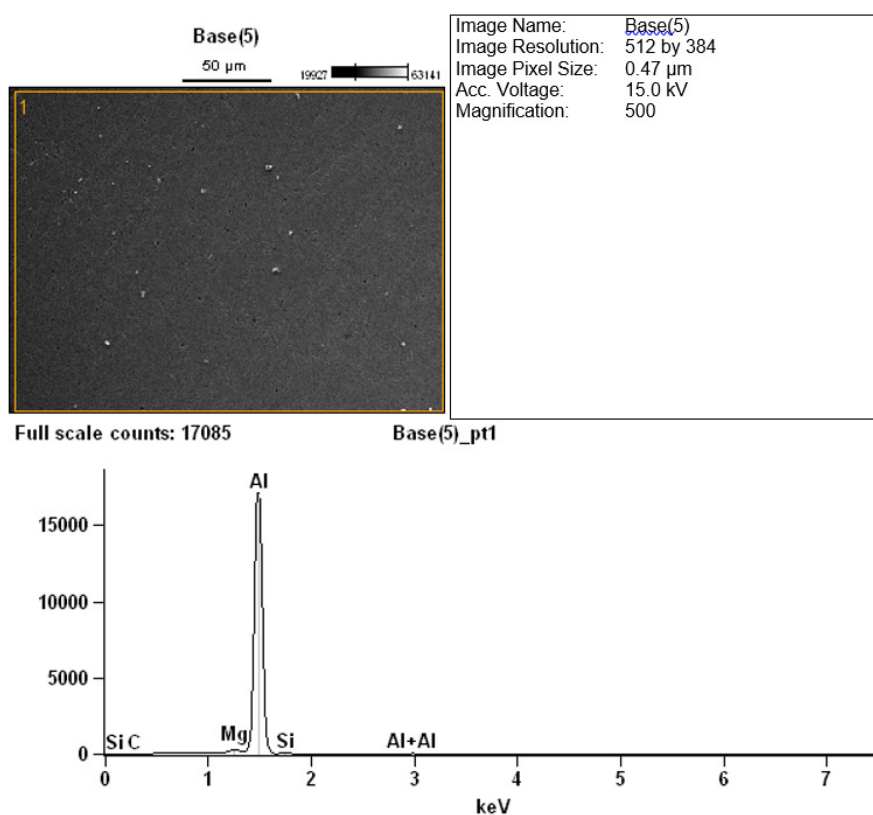 Base(5)
50 µm
19927 63141
1
Image Name: Base(5)
Image Resolution: 512 by 384
Image Pixel Size: 0.47 µm
Acc. Voltage: 15.0 kV
Magnification: 500
Full scale counts: 17085
Base(5)_pt1
Al
15000
10000
5000
0
Si C Mg Si Al+Al
0 1 2 3 4 5 6 7
keV